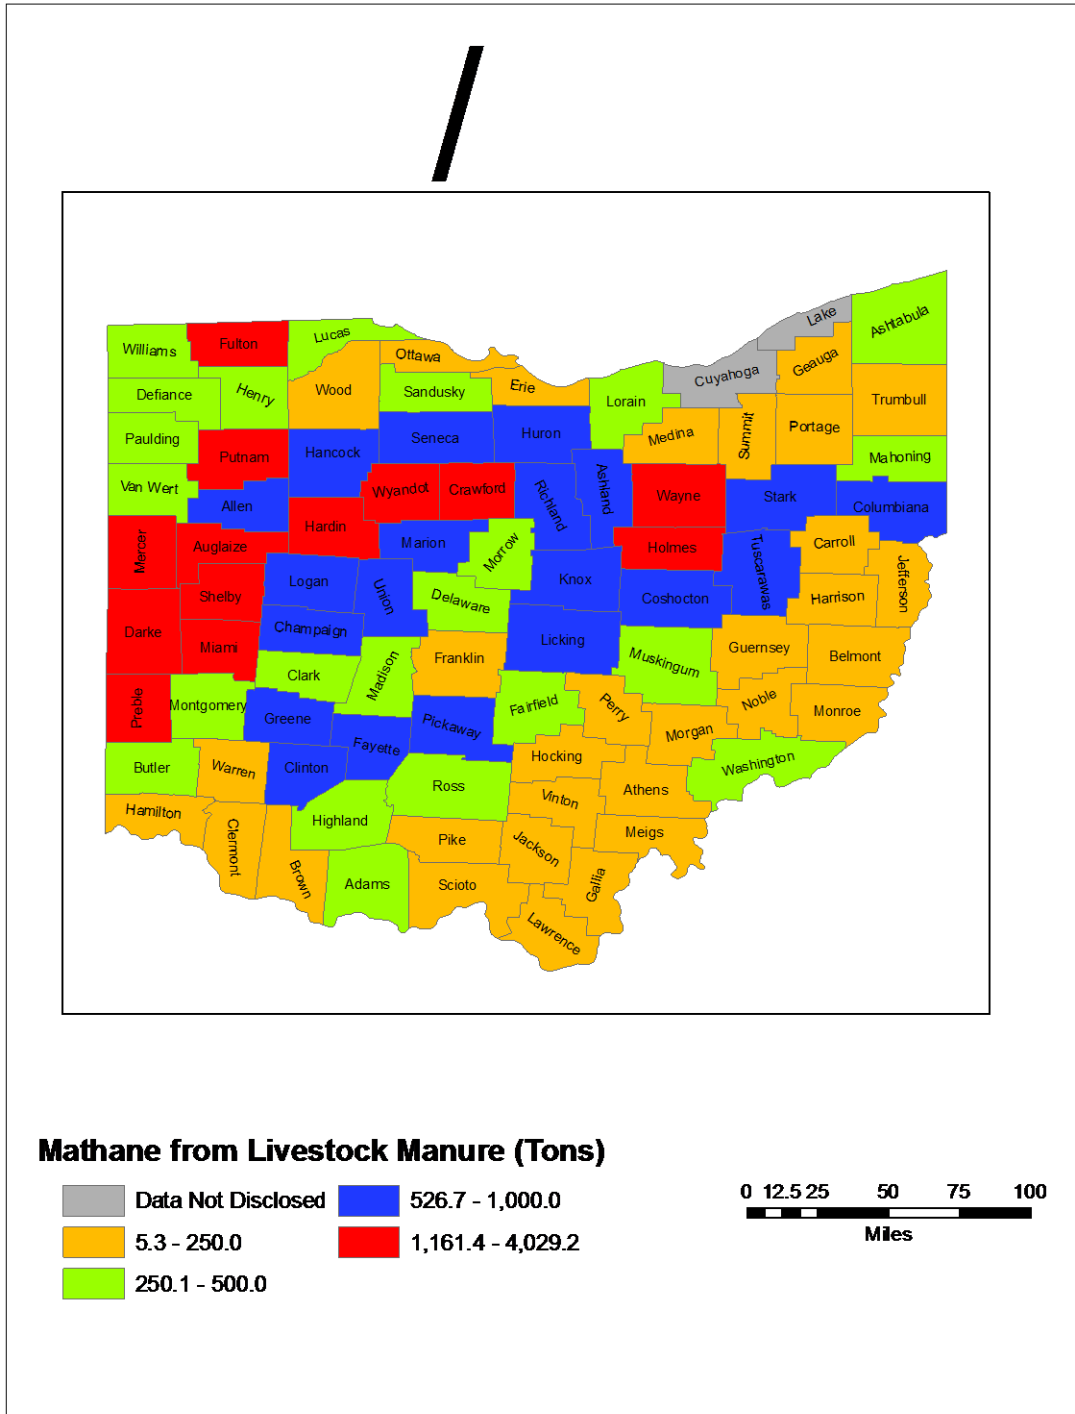 Lake
Ashtabula
Lucas
Fulton
Williams
Ottawa
Geauga
Cuyahoga
Erie
Wood
Sandusky
Henry
Defiance
Lorain
Trumbull
Portage
Summit
Medina
Huron
Seneca
Paulding
Hancock
Putnam
Mahoning
Van Wert
Wyandot
Crawford
Richland
Ashland
Wayne
Stark
Columbiana
Allen
Hardin
Auglaize
Mercer
Marion
Morrow
Holmes
Carroll
Jefferson
Tuscarawas
Logan
Union
Knox
Coshocton
Harrison
Shelby
Delaware
Champaign
Darke
Miami
Licking
Guernsey
Belmont
Franklin
Muskingum
Madison
Clark
Preble
Montgomery
Noble
Monroe
Fairfield
Perry
Greene
Pickaway
Morgan
Fayette
Hocking
Washington
Butler
Warren
Clinton
Ross
Vinton
Athens
Hamilton
Highland
Meigs
Clermont
Pike
Jackson
Brown
Adams
Scioto
Gallia
Lawrence
Mathane from Livestock Manure (Tons)
Data Not Disclosed
5.3 - 250.0
250.1 - 500.0
526.7 - 1,000.0
1,161.4 - 4,029.2
0 12.5 25 50 75 100
Miles